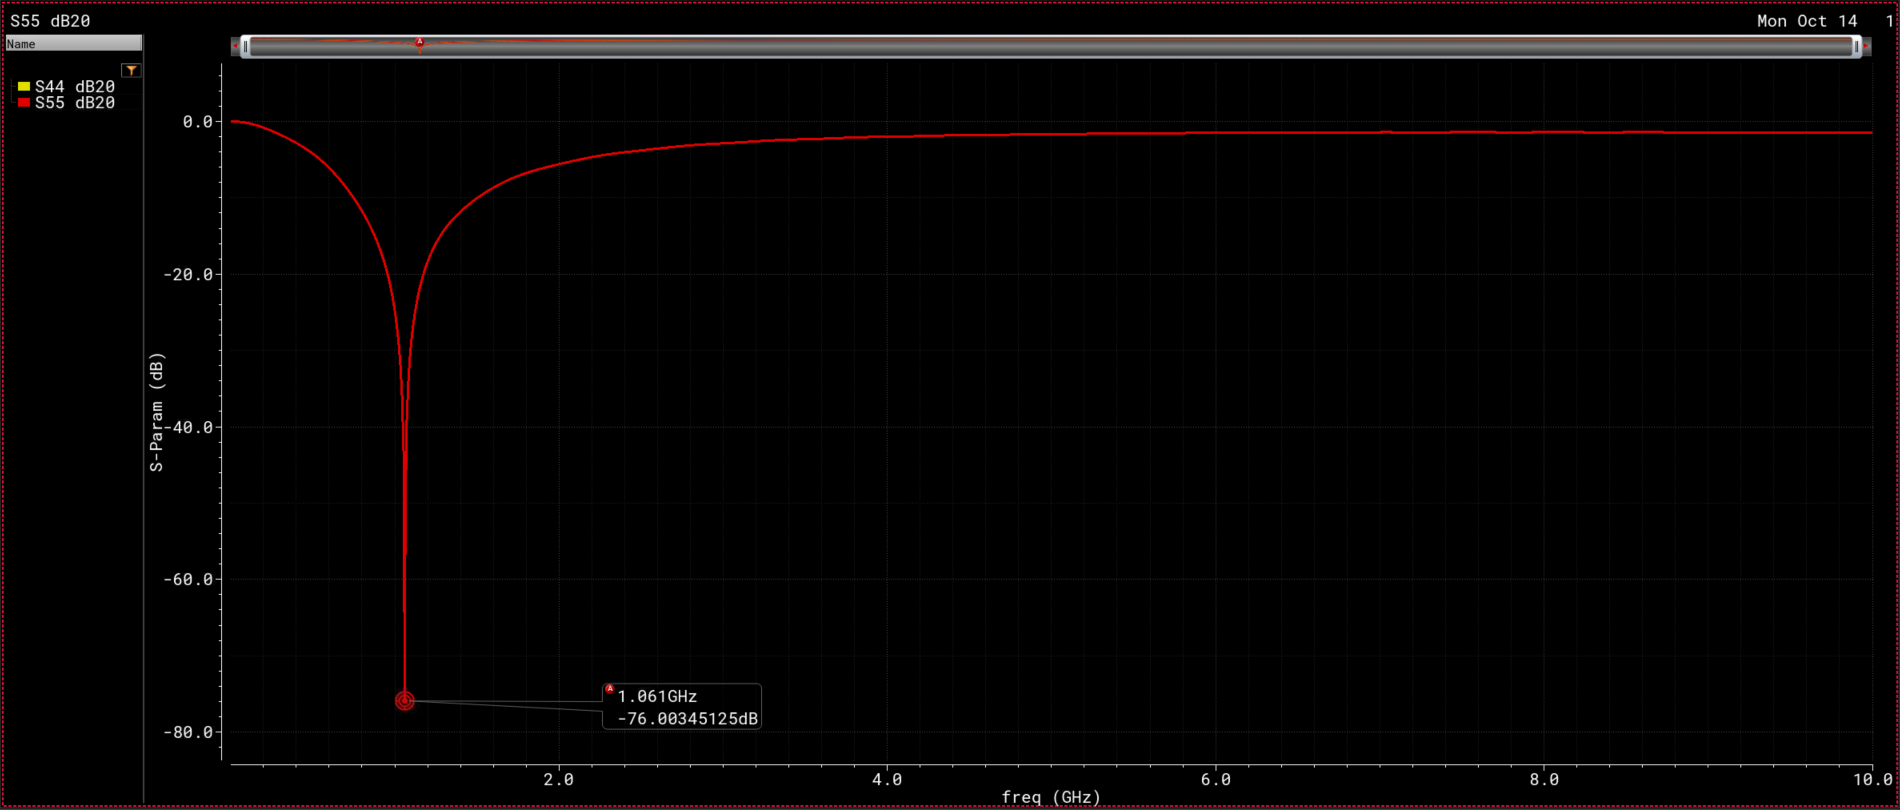 S55 dB20
Mon Oct 14 1
Name
S44 dB20
S55 dB20
A
0.0
-20.0
-40.0
-60.0
-80.0
S-Param (dB)
A
1.061GHz
-76.00345125dB
2.0
4.0
6.0
8.0
10.0
freq (GHz)